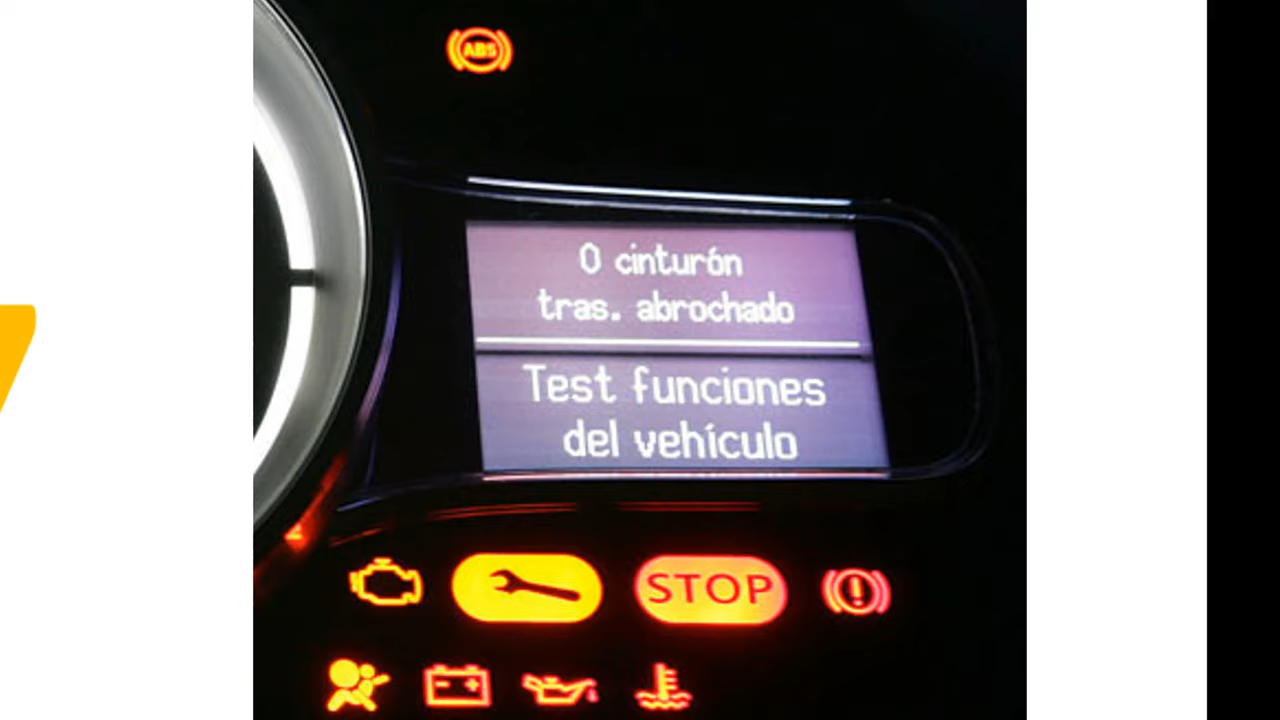 ABS
0 cinturón
tras. abrochado
Test funciones
del vehículo
STOP